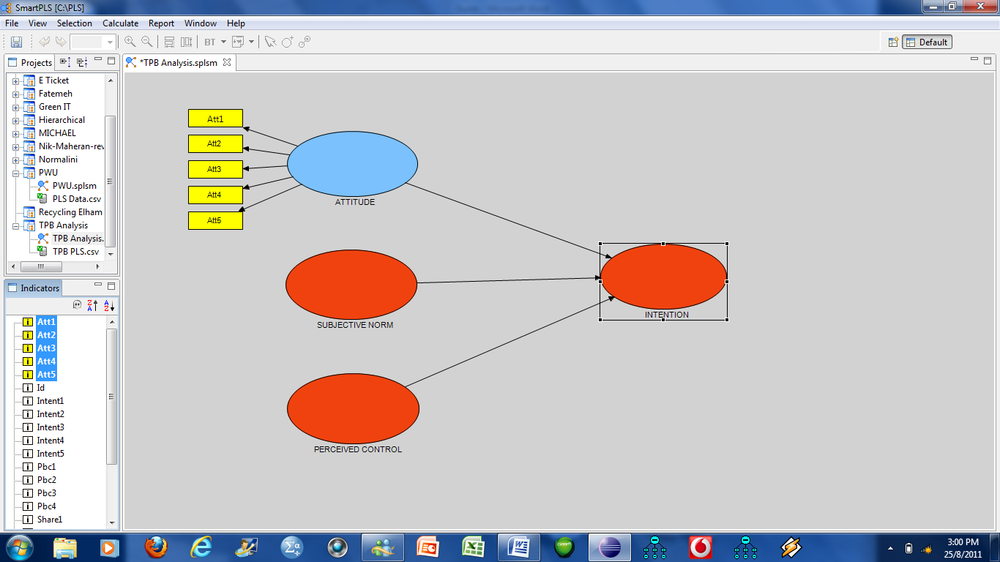 SmartPLS [C:\PLS]
File View Selection Calculate Report Window Help
BT
Default
Projects
*TPB Analysis.splsm
E Ticket
Fatemeh
Green IT
Hierarchical
MICHAEL
Nik-Maheran-rev
Normalini
PWU
PWU.splsm
PLS Data.csv
Recycling Elham
TPB Analysis
TPB Analysis.
TPB PLS.csv
Indicators
Att1
Att2
Att3
Att4
Att5
Id
Intent1
Intent2
Intent3
Intent4
Intent5
Pbc1
Pbc2
Pbc3
Pbc4
Share1
Att1
Att2
Att3
Att4
Att5
ATTITUDE
SUBJECTIVE NORM
PERCEIVED CONTROL
INTENTION
3:00 PM
25/8/2011